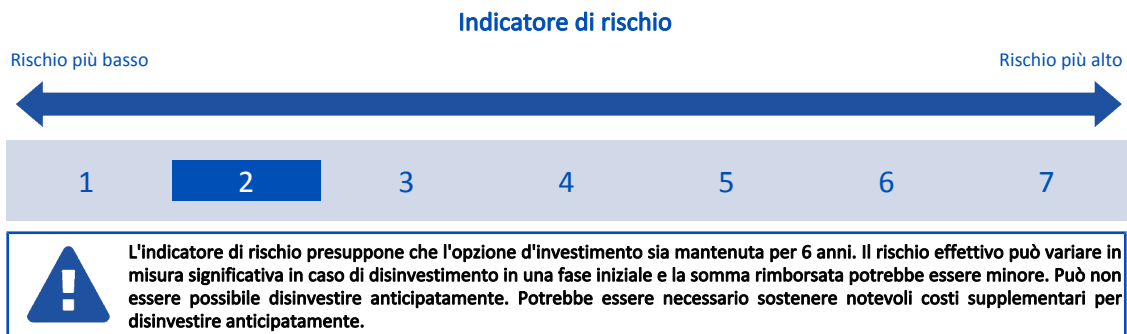 Indicatore di rischio
Rischio più basso
Rischio più alto
1 2 3 4 5 6 7
L'indicatore di rischio presuppone che l'opzione d'investimento sia mantenuta per 6 anni. Il rischio effettivo può variare in
misura significativa in caso di disinvestimento in una fase iniziale e la somma rimborsata potrebbe essere minore. Può non
essere possibile disinvestire anticipatamente. Potrebbe essere necessario sostenere notevoli costi supplementari per
disinvestire anticipatamente.